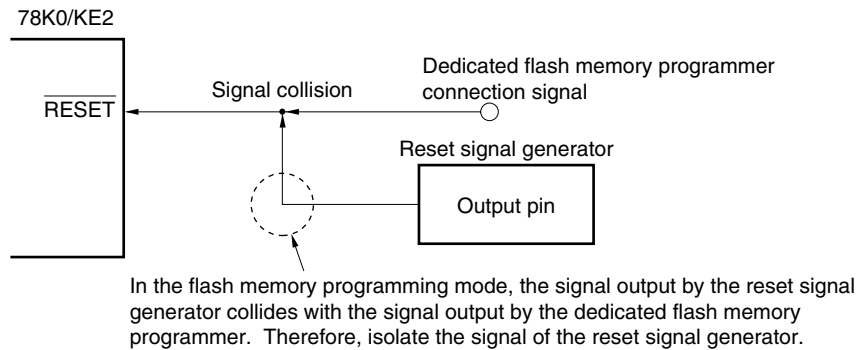 78K0/KE2
Dedicated flash memory programmer
connection signal
Signal collision
RESET
Reset signal generator
Output pin
In the flash memory programming mode, the signal output by the reset signal
generator collides with the signal output by the dedicated flash memory
programmer.  Therefore, isolate the signal of the reset signal generator.